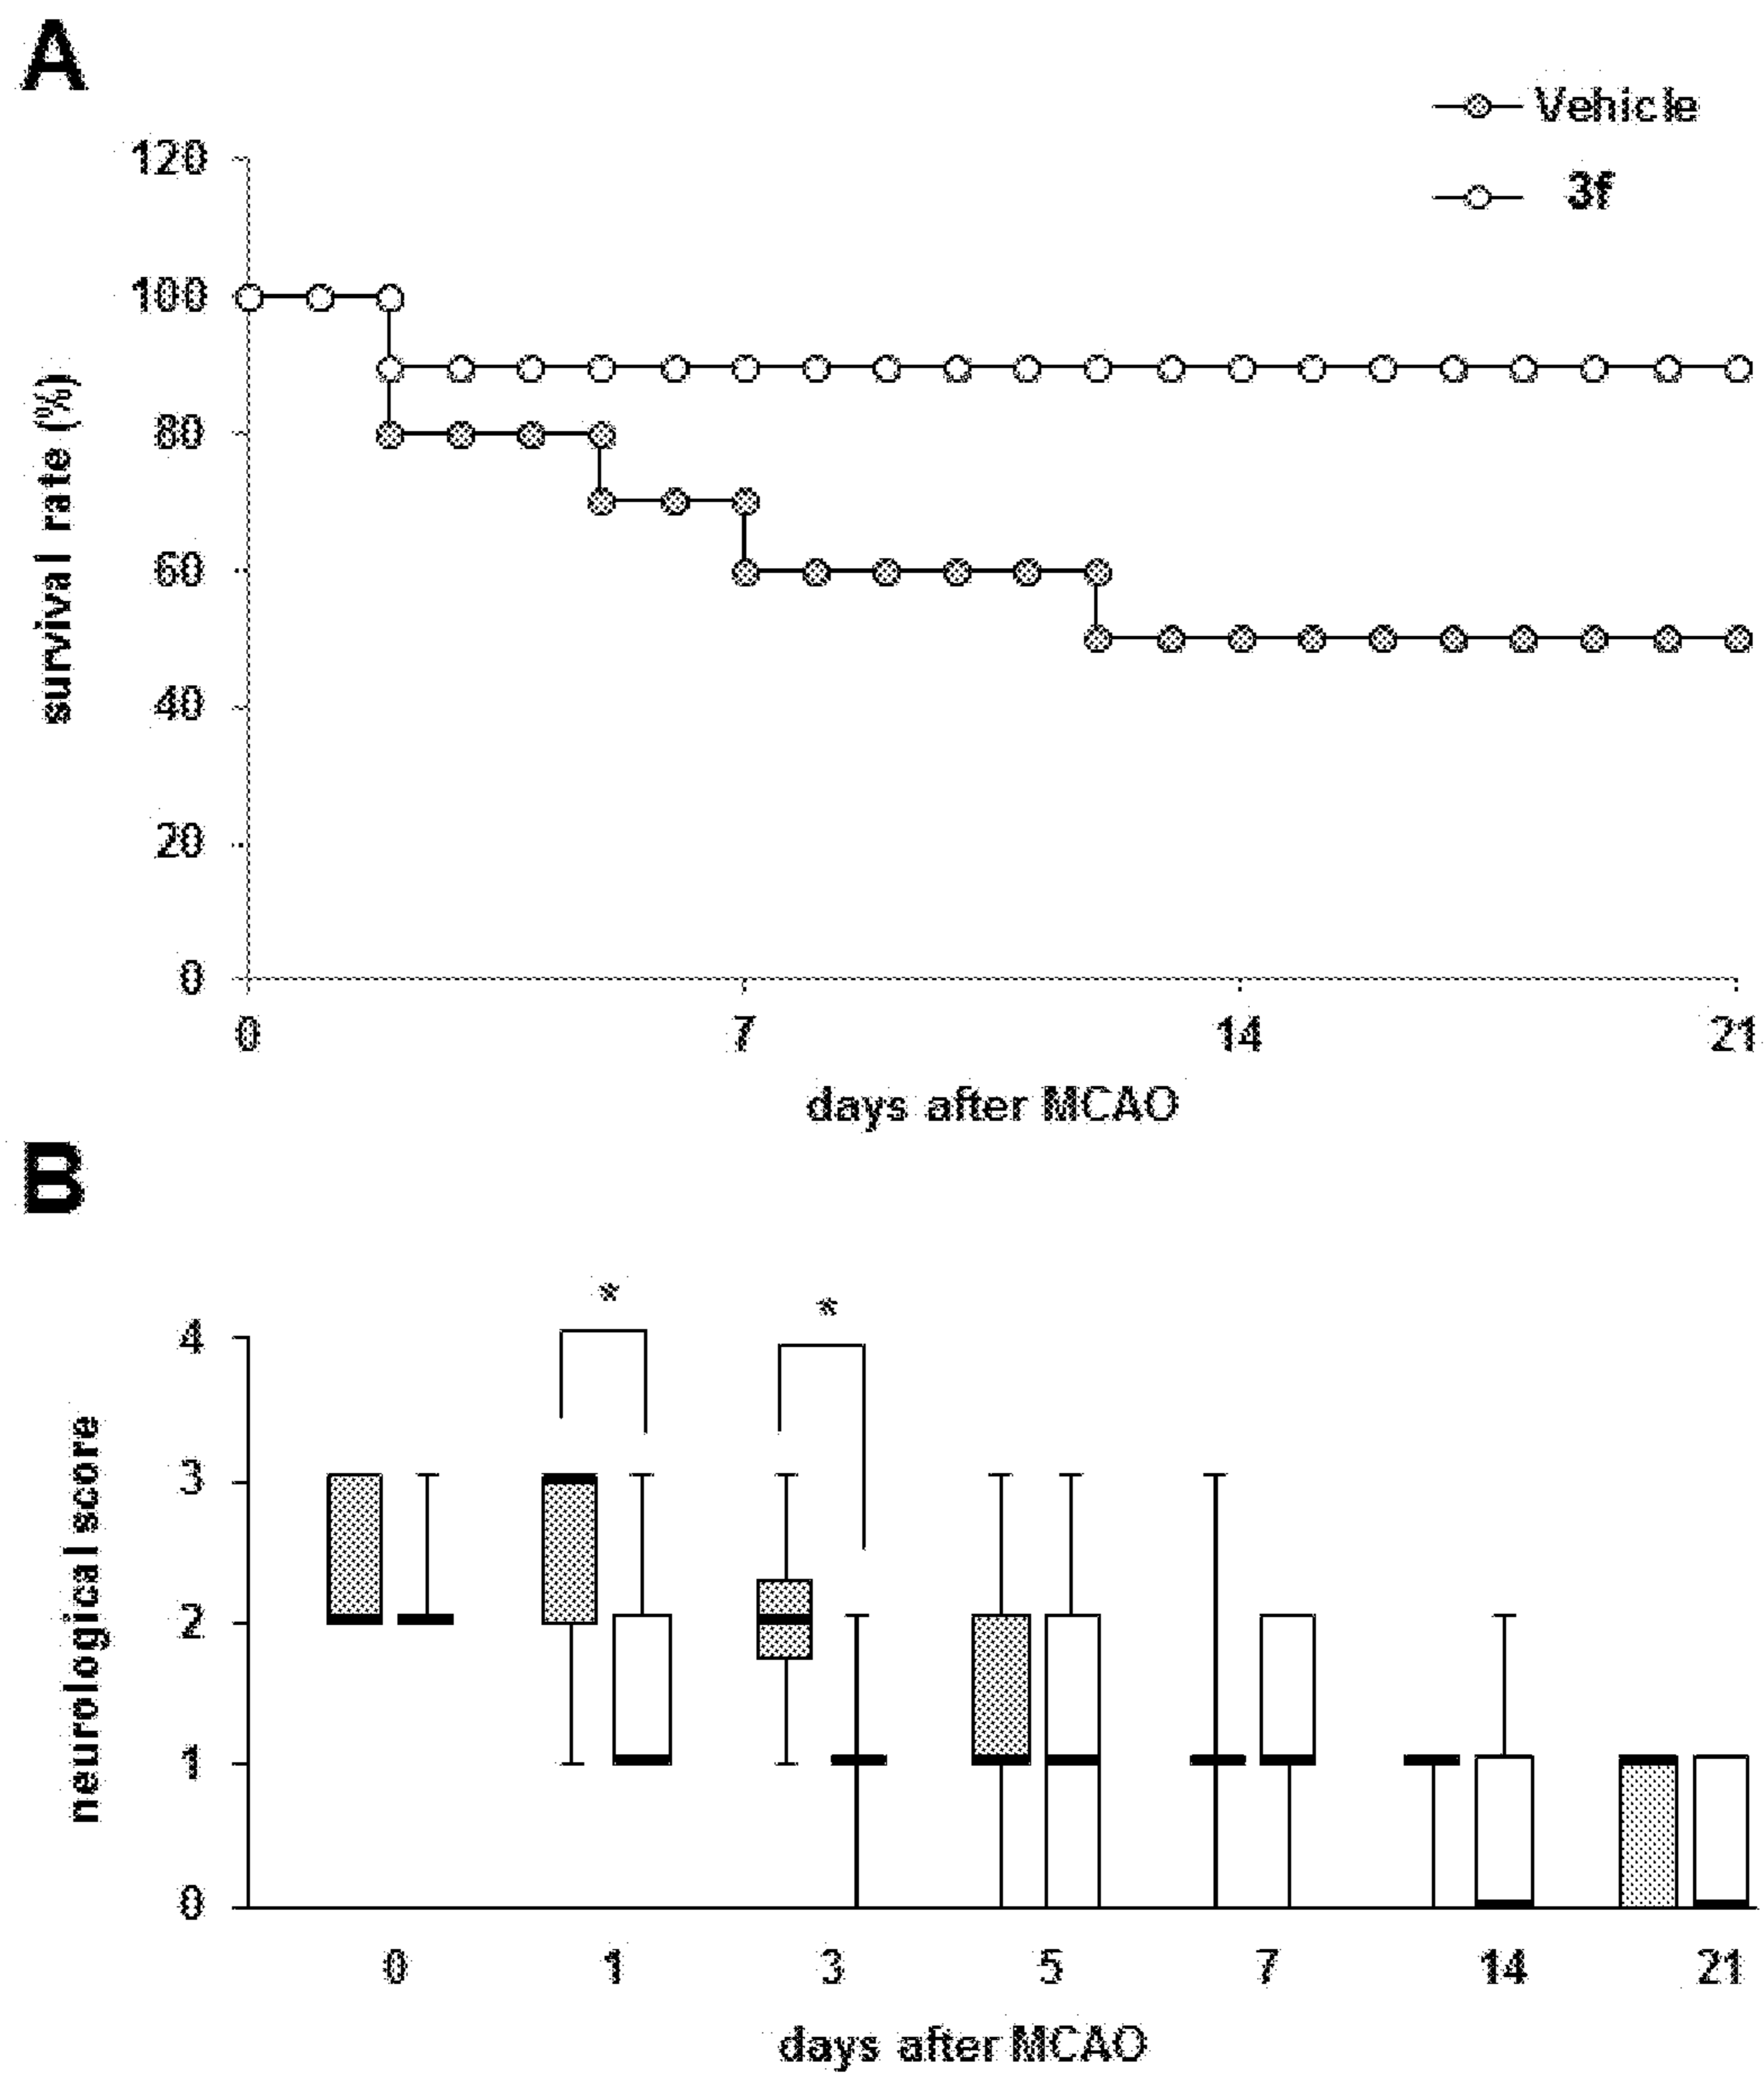 A
Vehicle
3f
120
100
80
60
40
20
0
survival rate (%)
0 7 14 21
days after MCAO
B
* *
4
3
2
1
0
neurological score
0 1 3 5 7 14 21
days after MCAO